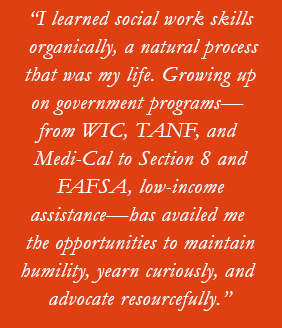 “I learned social work skills
organically, a natural process
that was my life. Growing up
on government programs—
from WIC, TANF, and
Medi-Cal to Section 8 and
FAFSA, low-income
assistance—has availed me
the opportunities to maintain
humility, yearn curiously, and
advocate resourcefully.”